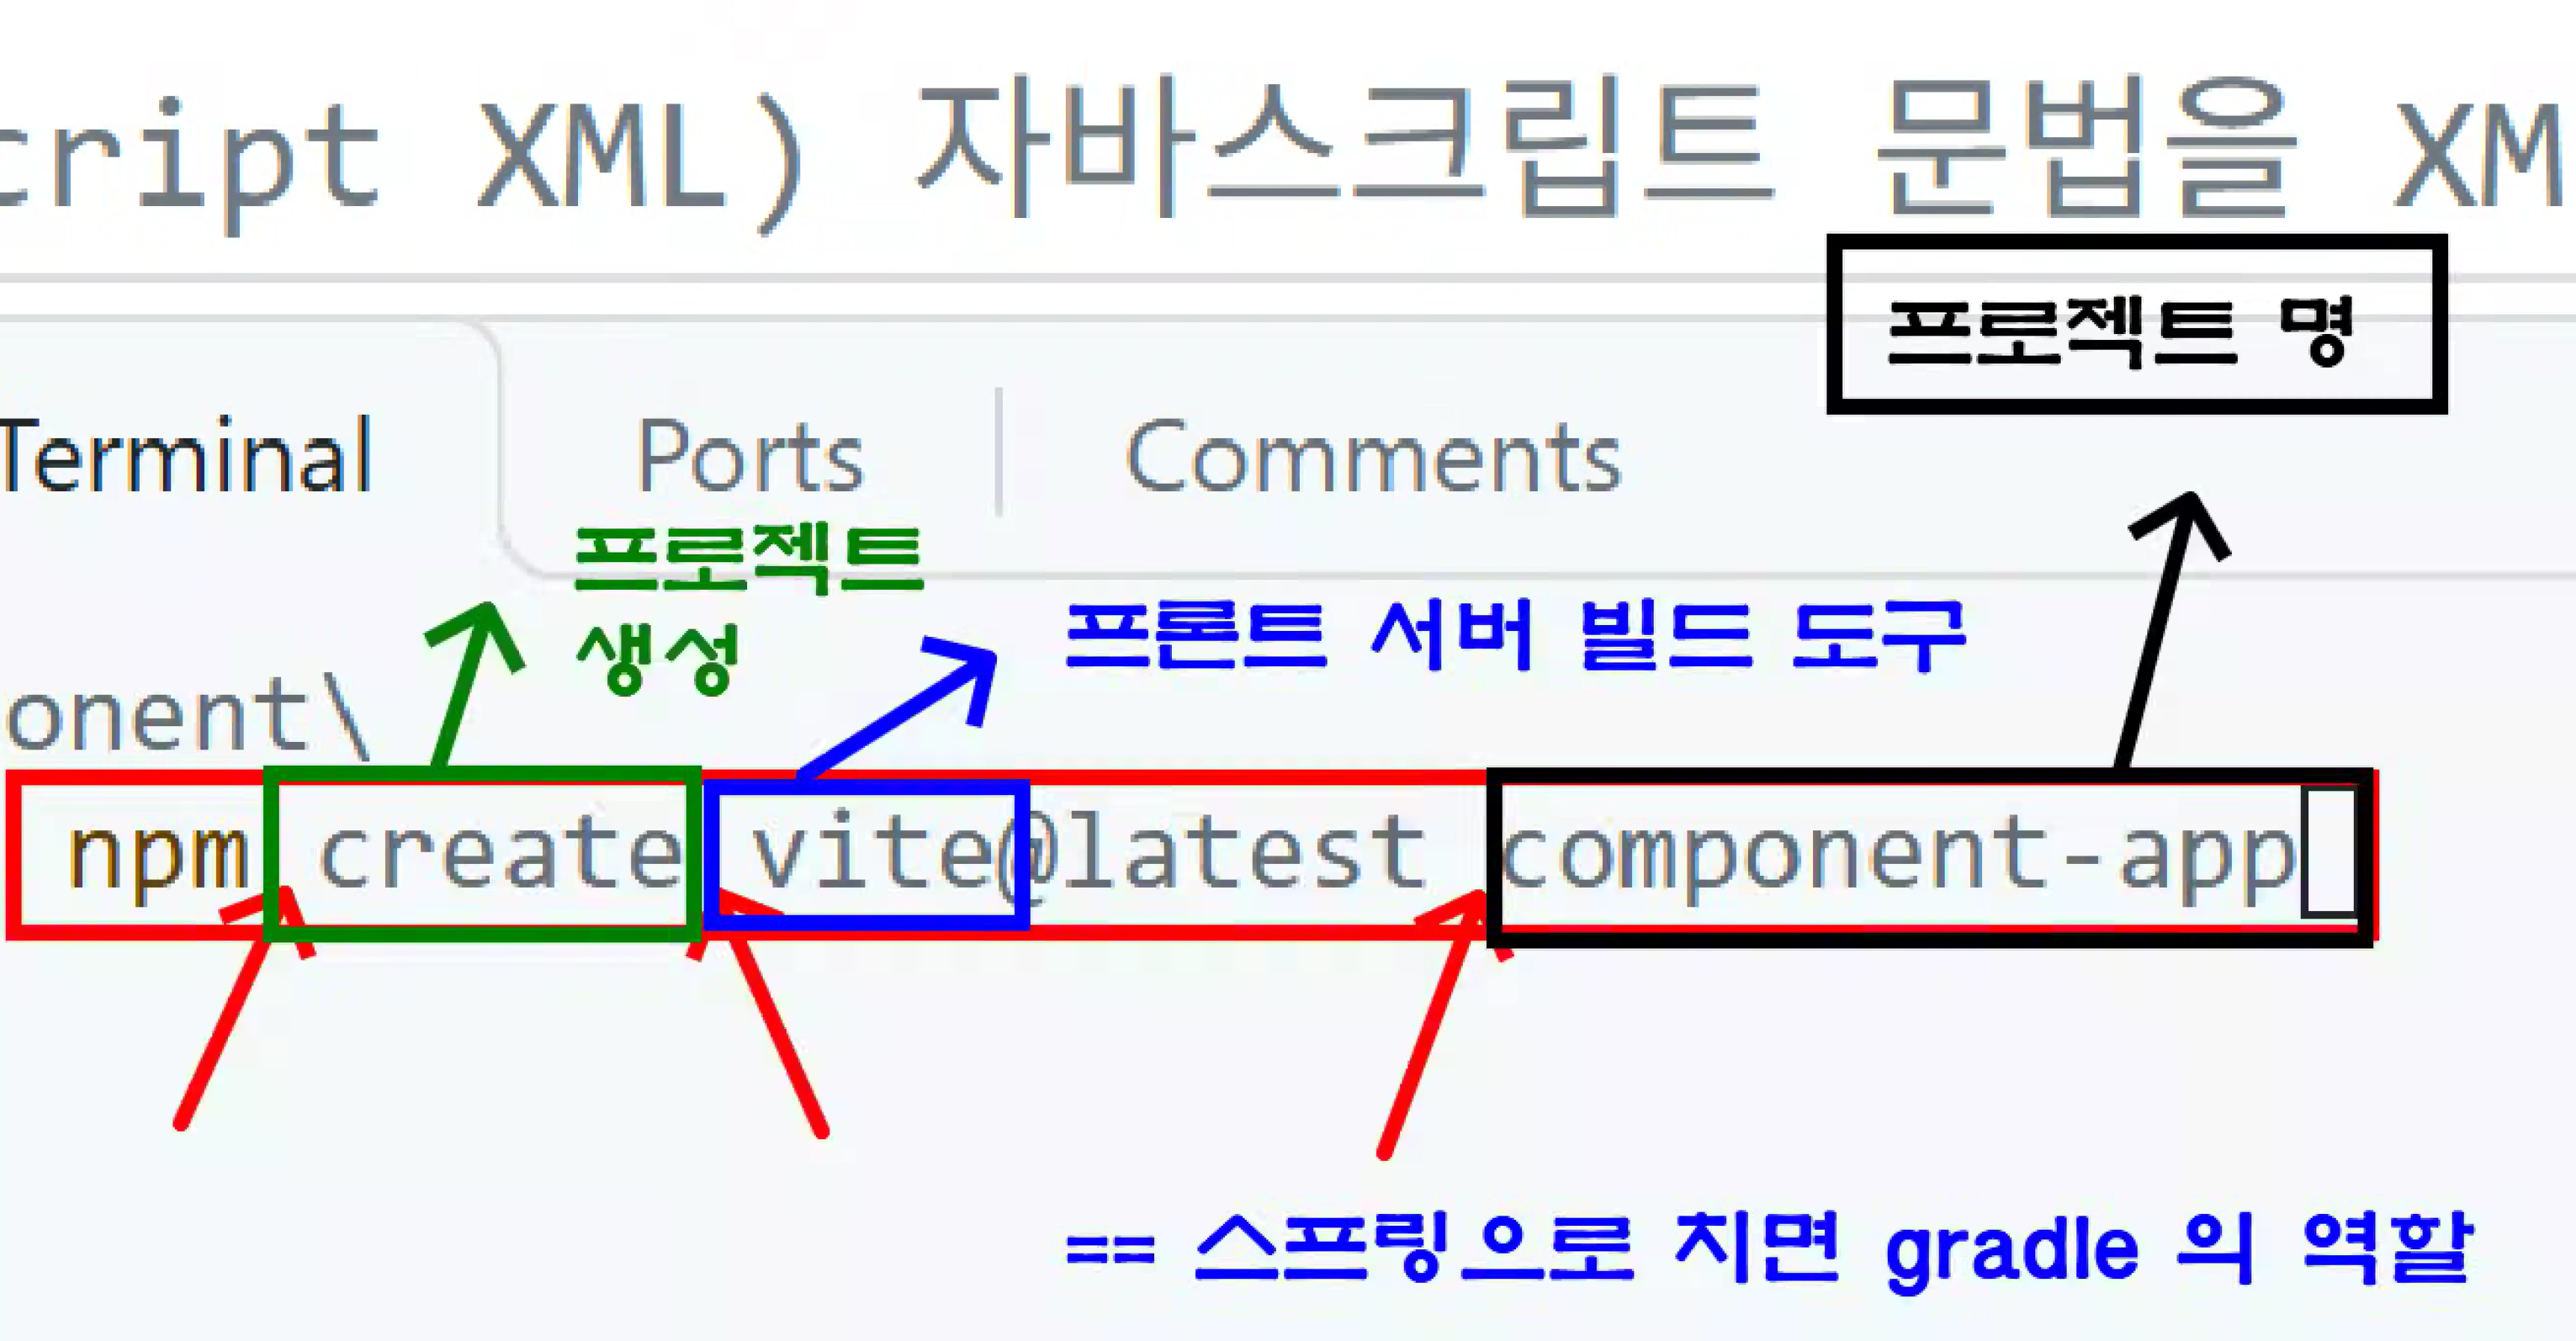 cript XML) 자바스크립트 문법을 XM
프로젝트 명
Terminal Ports Comments
프로젝트
생성
프론트 서버 빌드 도구
onent\
npm create vite@latest component-app
== 스프링으로 치면 gradle 의 역할